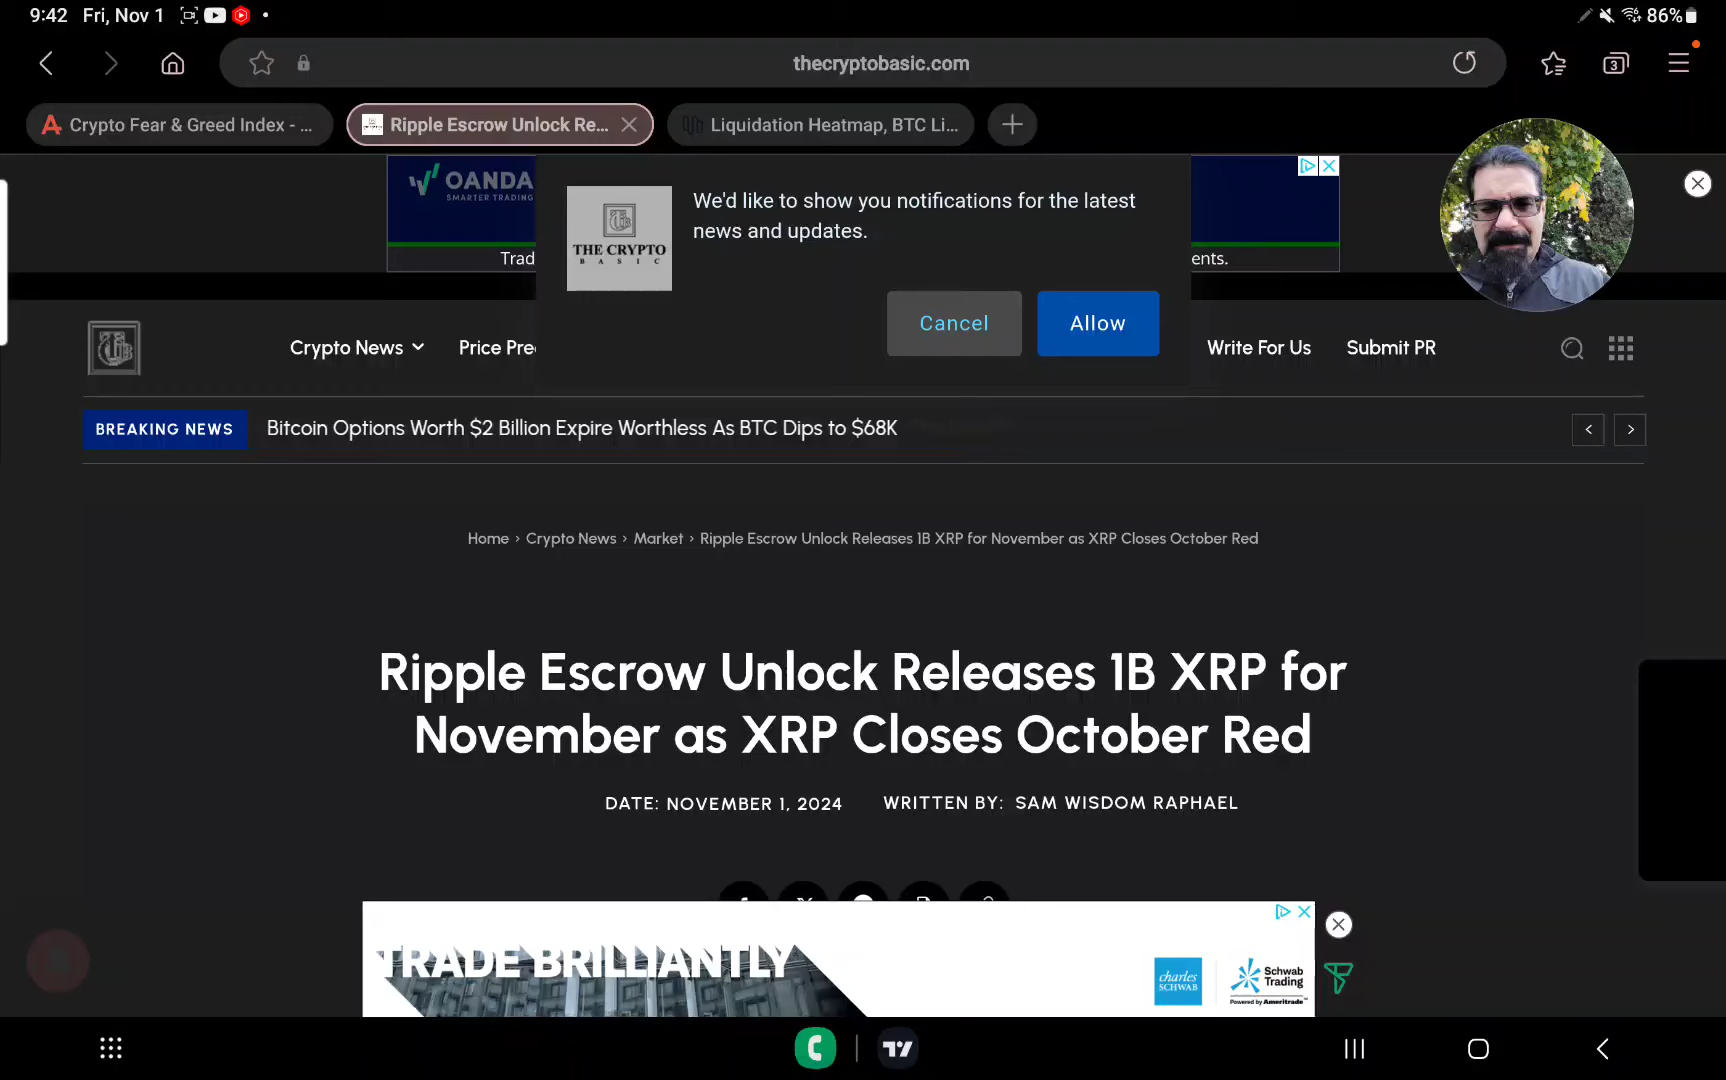 9:42 Fri, Nov 1
86%
thecryptobasic.com
3
Crypto Fear & Greed Index - ...
Ripple Escrow Unlock Re...
Liquidation Heatmap, BTC Li...
OANDA
SMARTER TRADING
Trad
ents.
THE CRYPTO
BASIC
We'd like to show you notifications for the latest
news and updates.
Cancel
Allow
Crypto News
Price Pre
Write For Us
Submit PR
BREAKING NEWS
Bitcoin Options Worth $2 Billion Expire Worthless As BTC Dips to $68K
Home › Crypto News › Market › Ripple Escrow Unlock Releases 1B XRP for November as XRP Closes October Red
Ripple Escrow Unlock Releases 1B XRP for
November as XRP Closes October Red
DATE: NOVEMBER 1, 2024
WRITTEN BY: SAM WISDOM RAPHAEL
TRADE BRILLIANTLY
charles
SCHWAB
Schwab
Trading
Powered by Ameritrade™